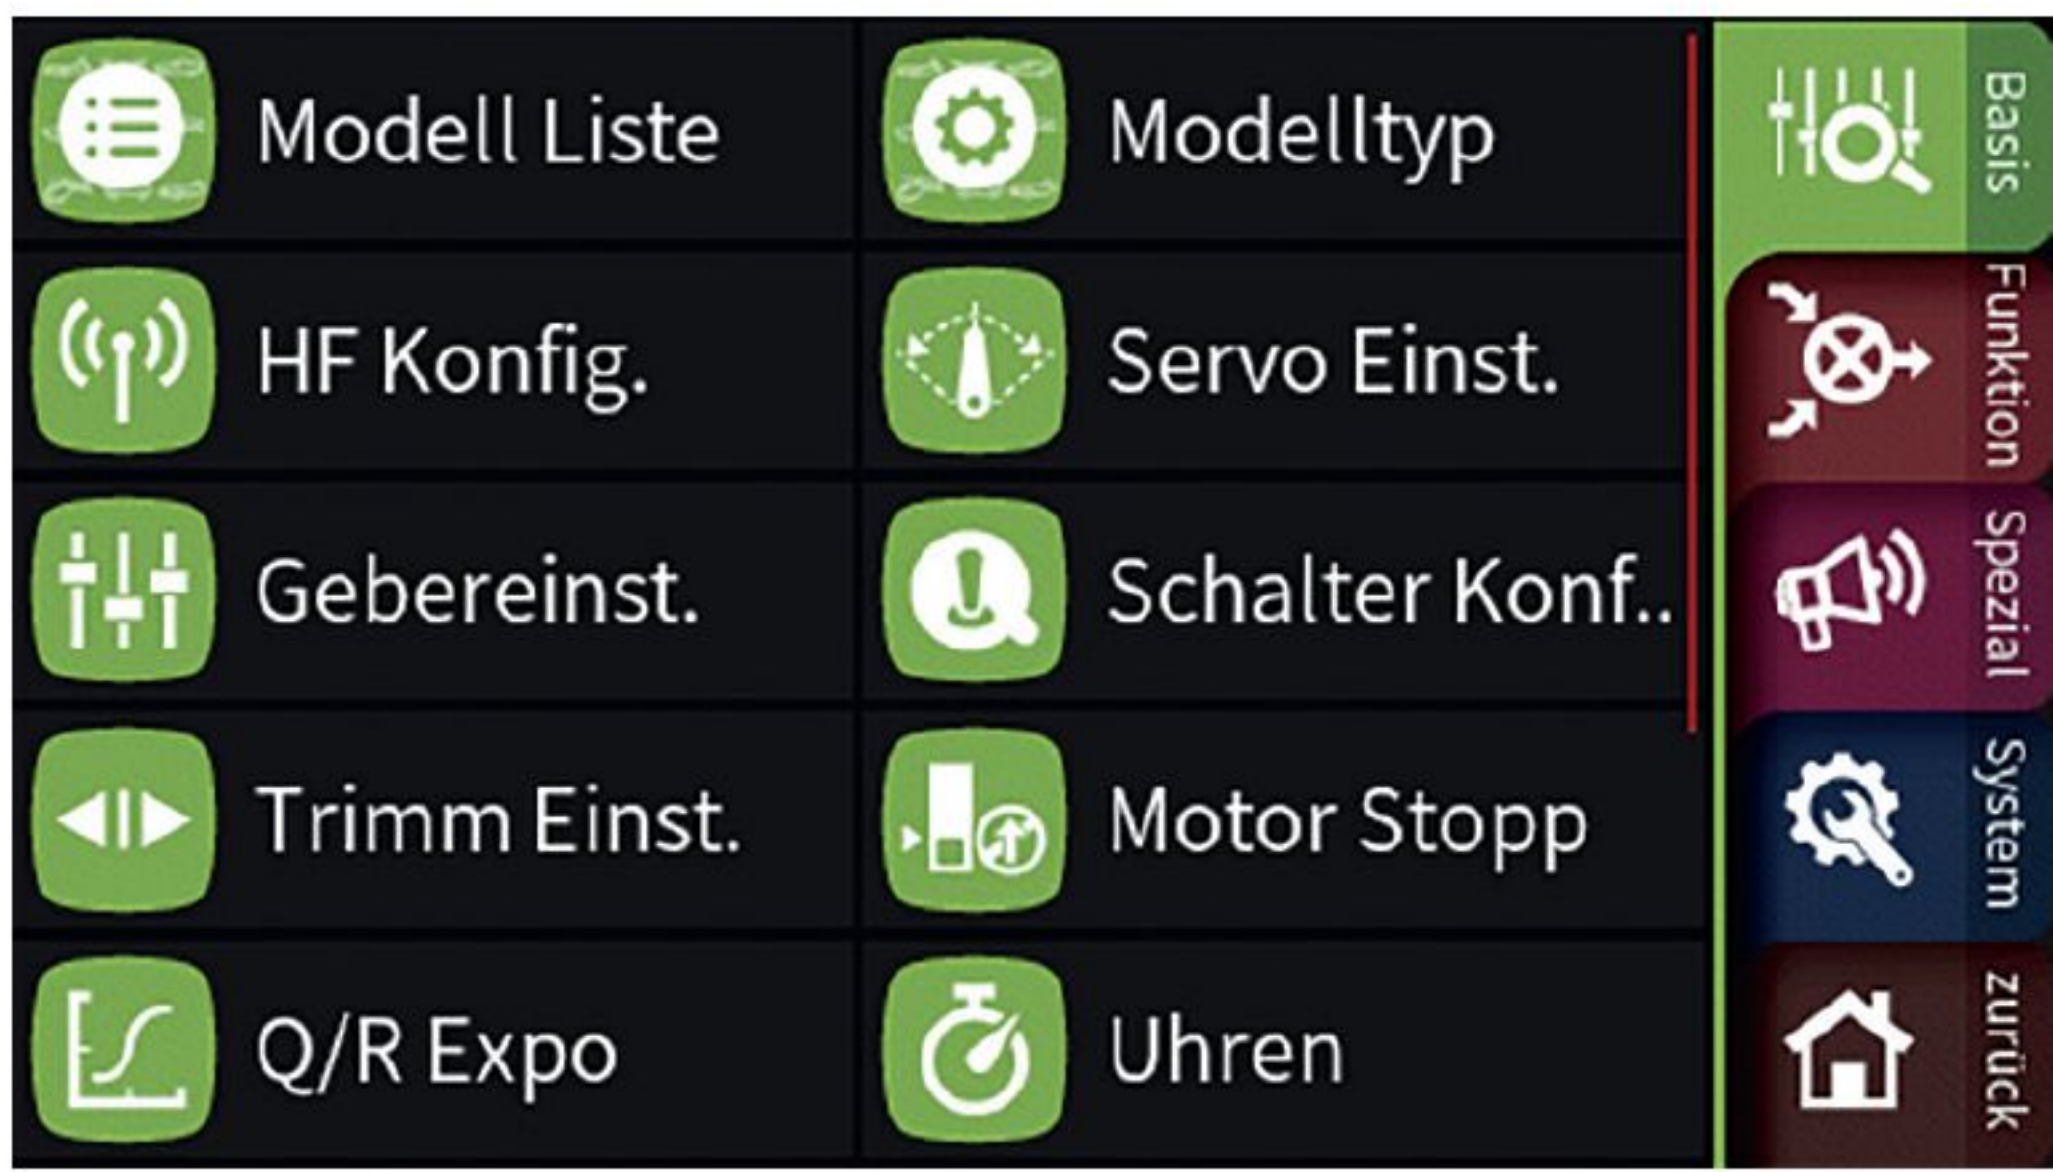 Modell Liste
Modelltyp
HF Konfig.
Servo Einst.
Gebereinst.
Schalter Konf..
Trimm Einst.
Motor Stopp
Q/R Expo
Uhren
Basis
Funktion
Spezial
System
zurück